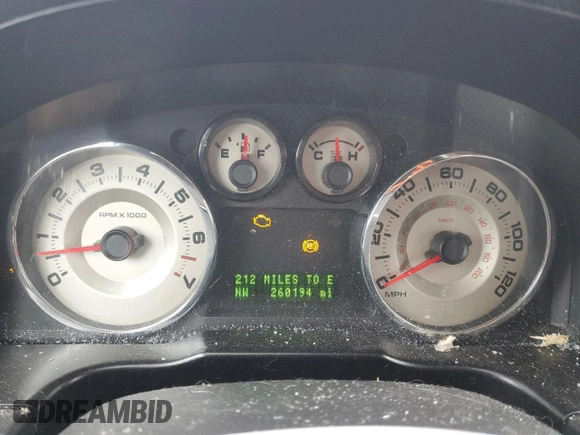 E F
C H
0 1 2 3 4 5 6 7
RPM X 1000
0 20 40 60 80 100 120
km/h
MPH
212 MILES TO E
NW 260194 mi
DREAMBID